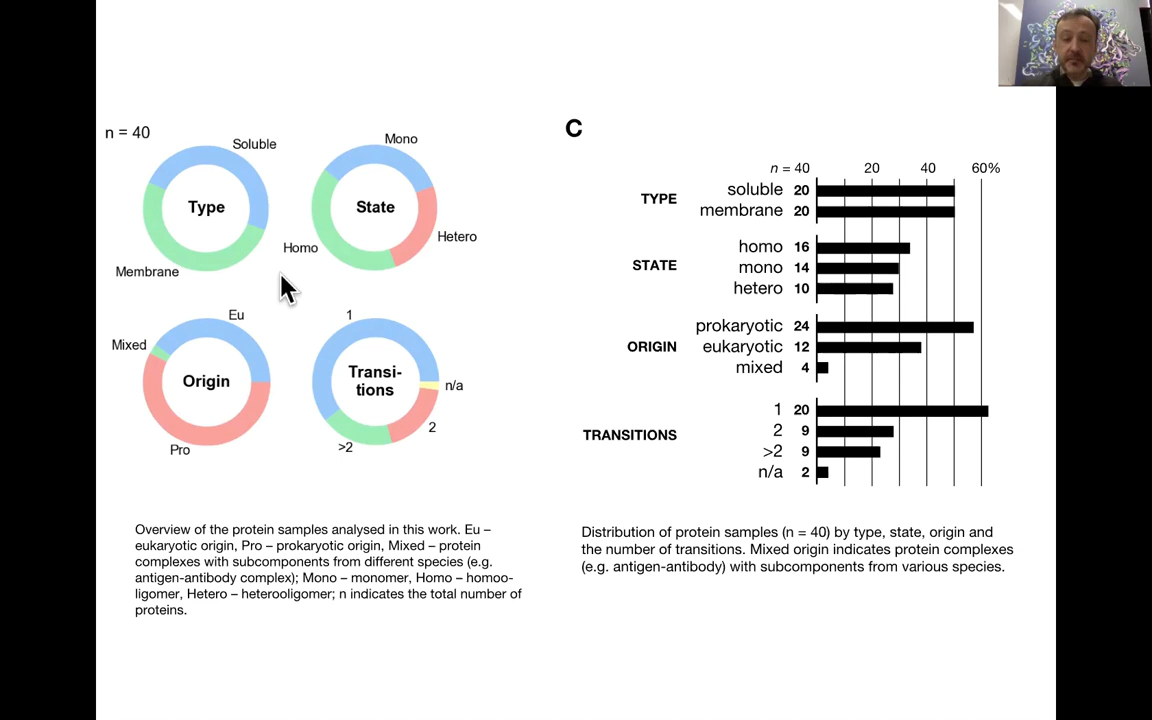 n = 40
Soluble
Type
Membrane
Mono
State
Hetero
Homo
Eu
Mixed
Origin
Pro
1
Transi-
tions
n/a
2
>2
Overview of the protein samples analysed in this work. Eu –
eukaryotic origin, Pro – prokaryotic origin, Mixed – protein
complexes with subcomponents from different species (e.g.
antigen-antibody complex); Mono – monomer, Homo – homoo-
ligomer, Hetero – heterooligomer; n indicates the total number of
proteins.
C
n = 40 20 40 60%
TYPE
soluble 20
membrane 20
STATE
homo 16
mono 14
hetero 10
ORIGIN
prokaryotic 24
eukaryotic 12
mixed 4
TRANSITIONS
1 20
2 9
>2 9
n/a 2
Distribution of protein samples (n = 40) by type, state, origin and
the number of transitions. Mixed origin indicates protein complexes
(e.g. antigen-antibody) with subcomponents from various species.